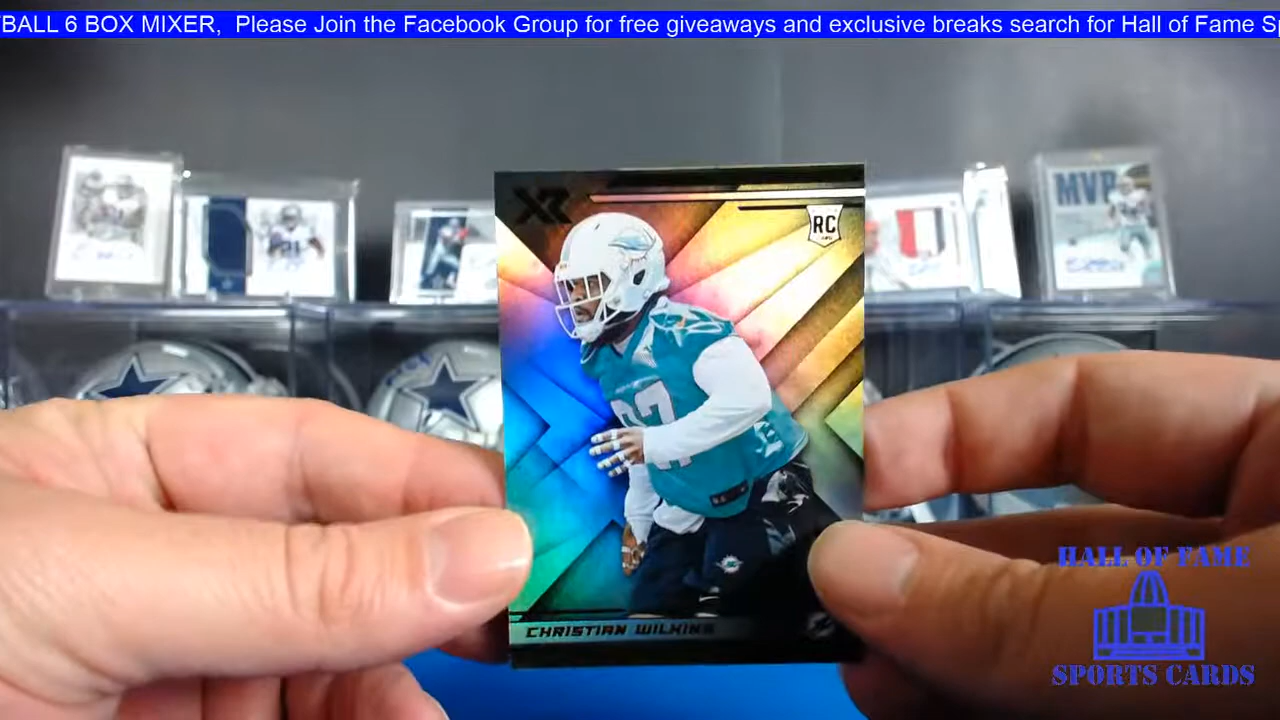 BALL 6 BOX MIXER, Please Join the Facebook Group for free giveaways and exclusive breaks search for Hall of Fame
MVP
XR
RC
97
CHRISTIAN WILKINS
HALL OF FAME
SPORTS CARDS